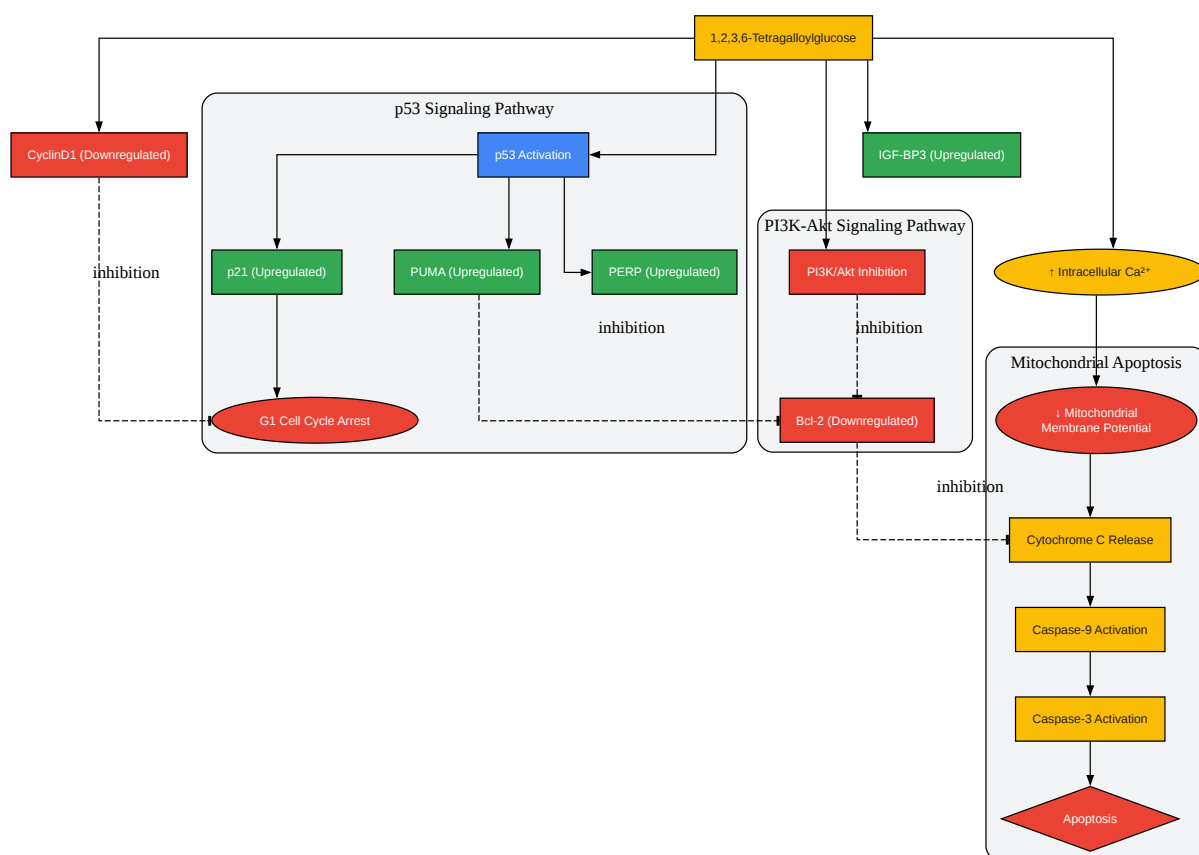 1,2,3,6-Tetragalloylglucose
p53 Signaling Pathway
CyclinD1 (Downregulated)
p53 Activation
IGF-BP3 (Upregulated)
PI3K-Akt Signaling Pathway
inhibition
p21 (Upregulated)
PUMA (Upregulated)
PERP (Upregulated)
PI3K/Akt Inhibition
↑ Intracellular Ca²⁺
inhibition
inhibition
Mitochondrial Apoptosis
G1 Cell Cycle Arrest
Bcl-2 (Downregulated)
↓ Mitochondrial
Membrane Potential
inhibition
Cytochrome C Release
Caspase-9 Activation
Caspase-3 Activation
Apoptosis